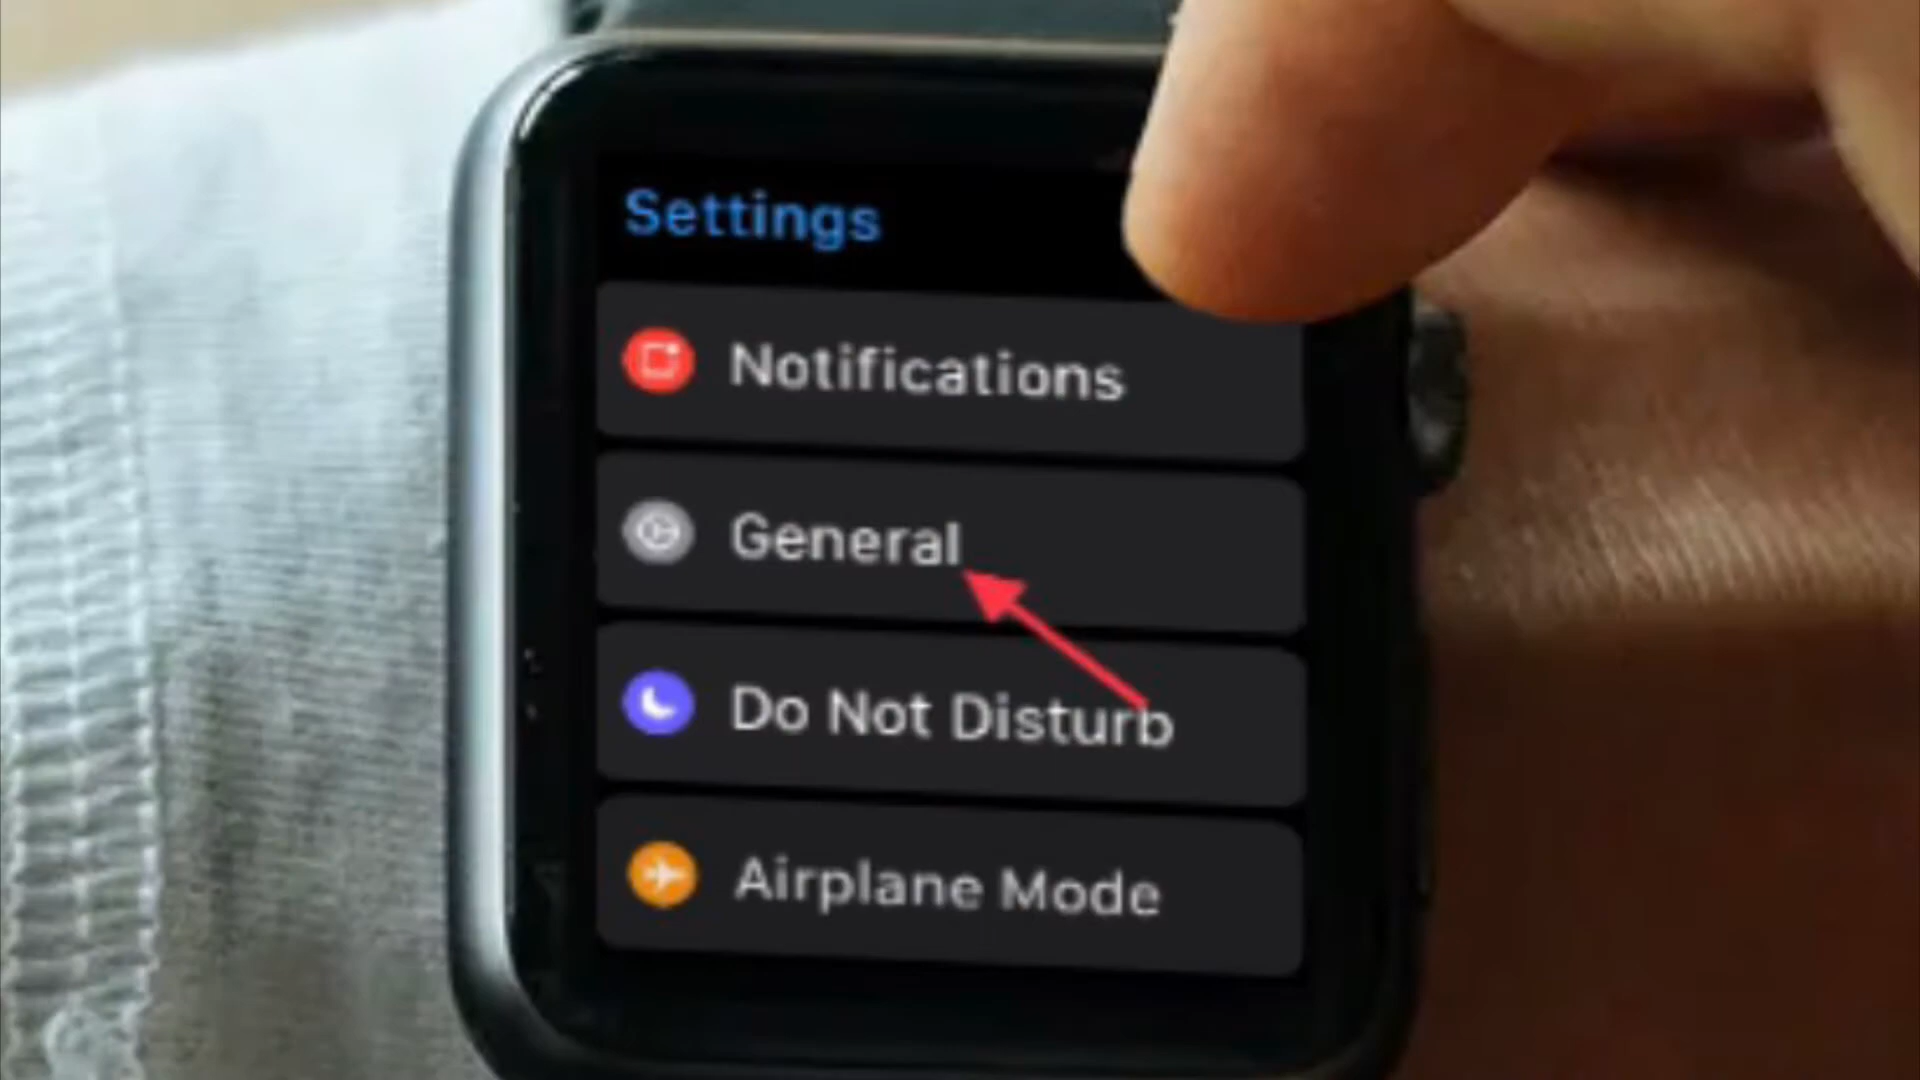 Settings
Notifications
General
Do Not Disturb
Airplane Mode